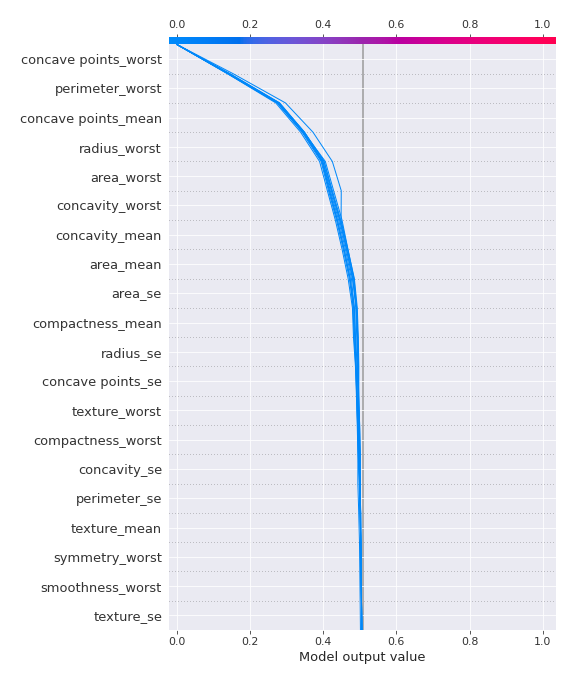 0.0 0.2 0.4 0.6 0.8 1.0
concave points_worst
perimeter_worst
concave points_mean
radius_worst
area_worst
concavity_worst
concavity_mean
area_mean
area_se
compactness_mean
radius_se
concave points_se
texture_worst
compactness_worst
concavity_se
perimeter_se
texture_mean
symmetry_worst
smoothness_worst
texture_se
0.0 0.2 0.4 0.6 0.8 1.0
Model output value